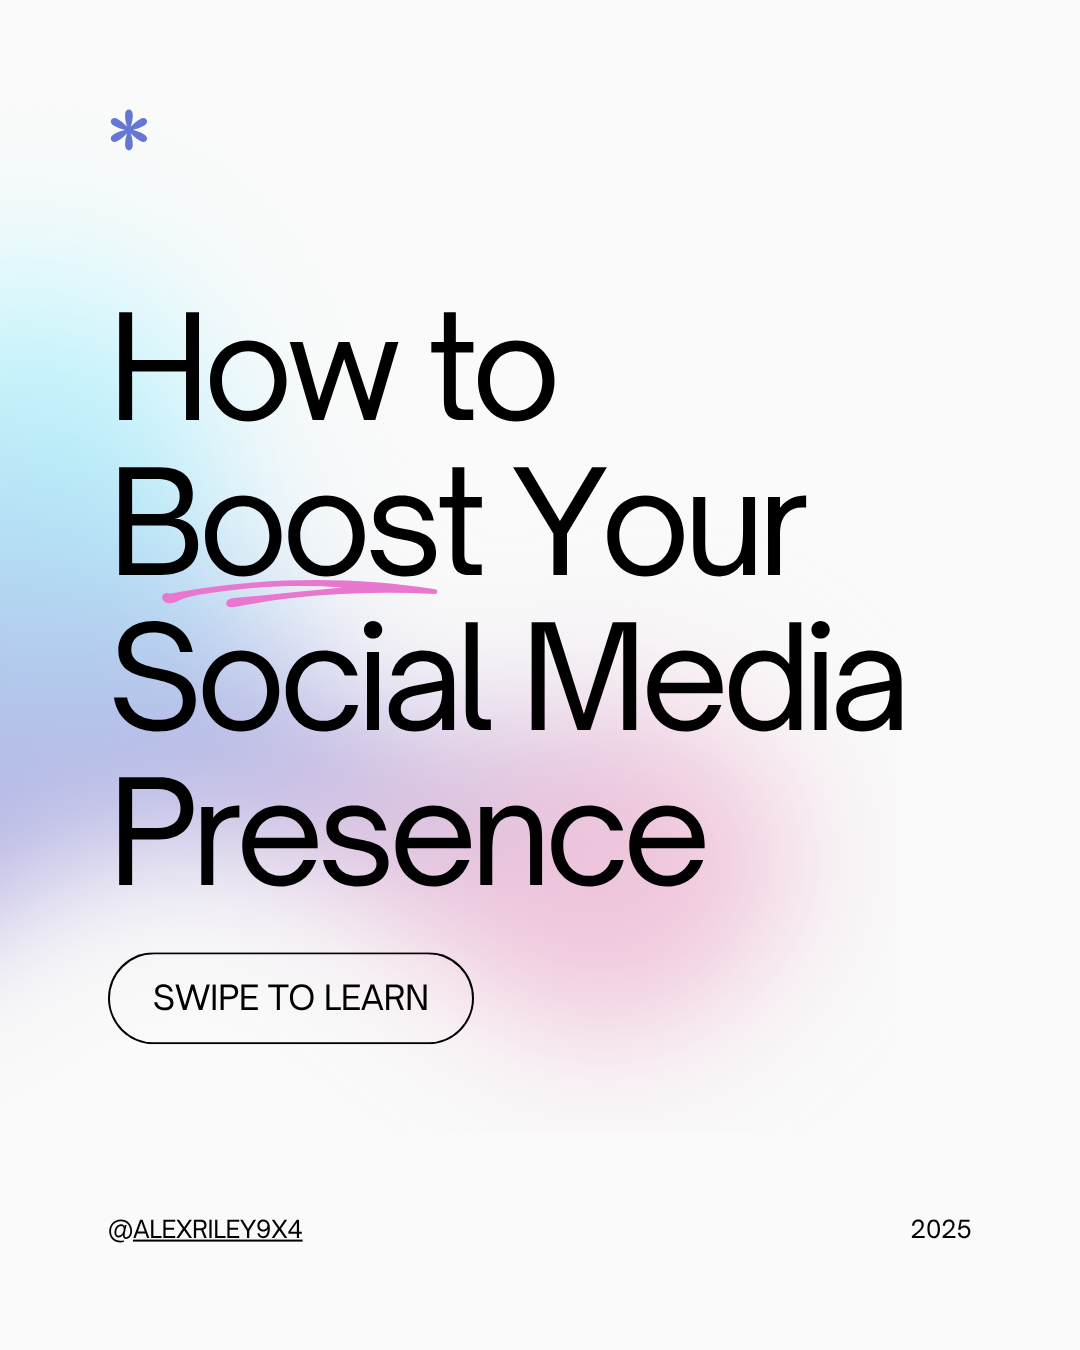 How to
Boost Your
Social Media
Presence
SWIPE TO LEARN
@ALEXRILEY9X4
2025